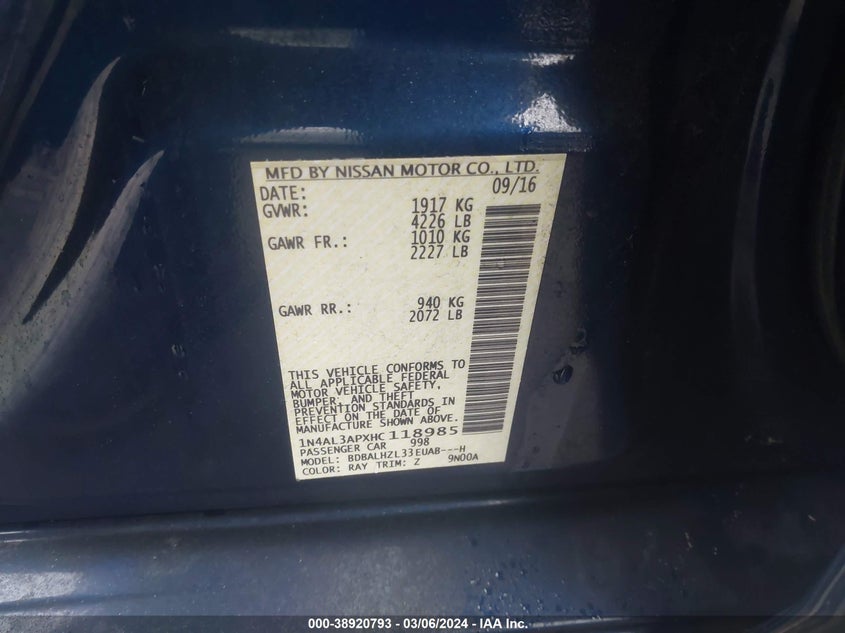 MFD BY NISSAN MOTOR CO., LTD.
DATE: 09/16
GVWR: 1917 KG
4226 LB
GAWR FR.: 1010 KG
2227 LB
GAWR RR.: 940 KG
2072 LB
THIS VEHICLE CONFORMS TO
ALL APPLICABLE FEDERAL
MOTOR VEHICLE SAFETY,
BUMPER, AND THEFT
PREVENTION STANDARDS IN
EFFECT ON THE DATE OF
MANUFACTURE SHOWN ABOVE.
1N4AL3APXHC118985
PASSENGER CAR 998
MODEL: BDBALHZL33EUAB---H
COLOR: RAY TRIM: Z 9N00A
000-38920793 - 03/06/2024 - IAA Inc.